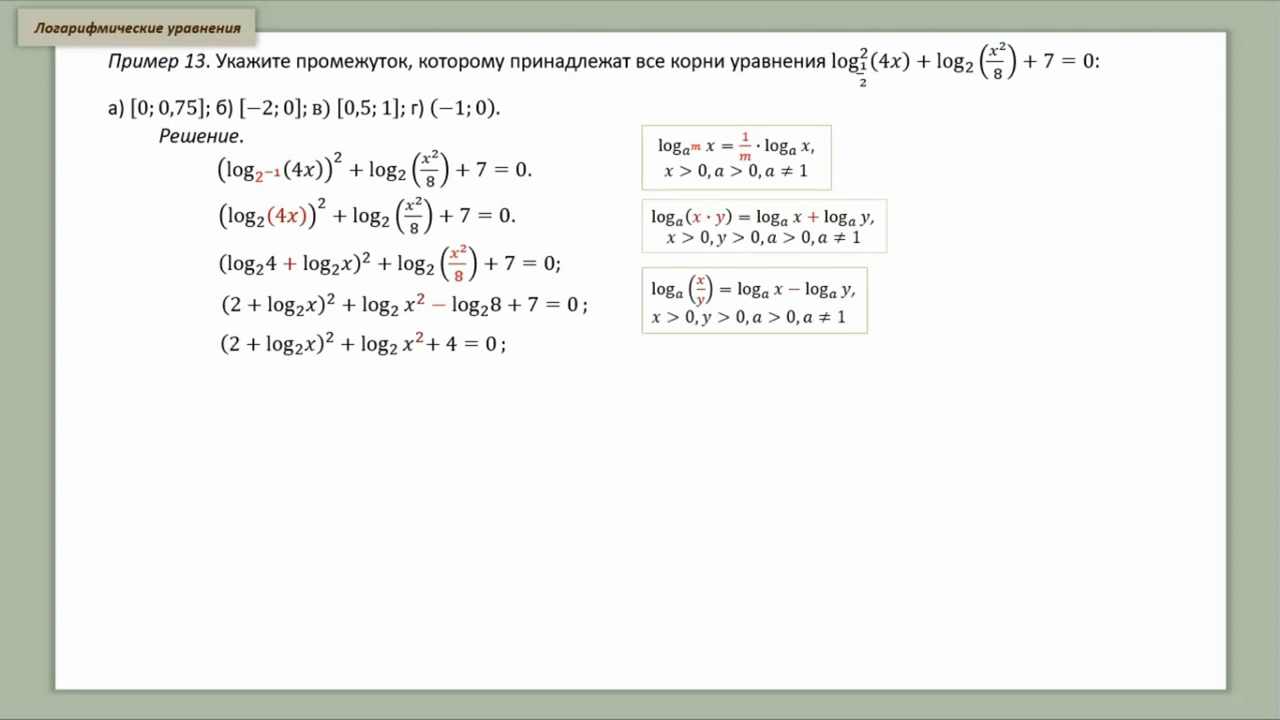 Логарифмические уравнения
Пример 13. Укажите промежуток, которому принадлежат все корни уравнения log²_{1/2}(4x) + log₂(x²/8) + 7 = 0:
а) [0; 0,75]; б) [−2; 0]; в) [0,5; 1]; г) (−1; 0).
Решение.
(log_{2⁻¹}(4x))² + log₂(x²/8) + 7 = 0.
(log₂(4x))² + log₂(x²/8) + 7 = 0.
(log₂4 + log₂x)² + log₂(x²/8) + 7 = 0;
(2 + log₂x)² + log₂ x² − log₂8 + 7 = 0 ;
(2 + log₂x)² + log₂ x² + 4 = 0 ;
log_{a^m} x = 1/m · log_a x,
x > 0, a > 0, a ≠ 1
log_a(x · y) = log_a x + log_a y,
x > 0, y > 0, a > 0, a ≠ 1
log_a(x/y) = log_a x − log_a y,
x > 0, y > 0, a > 0, a ≠ 1